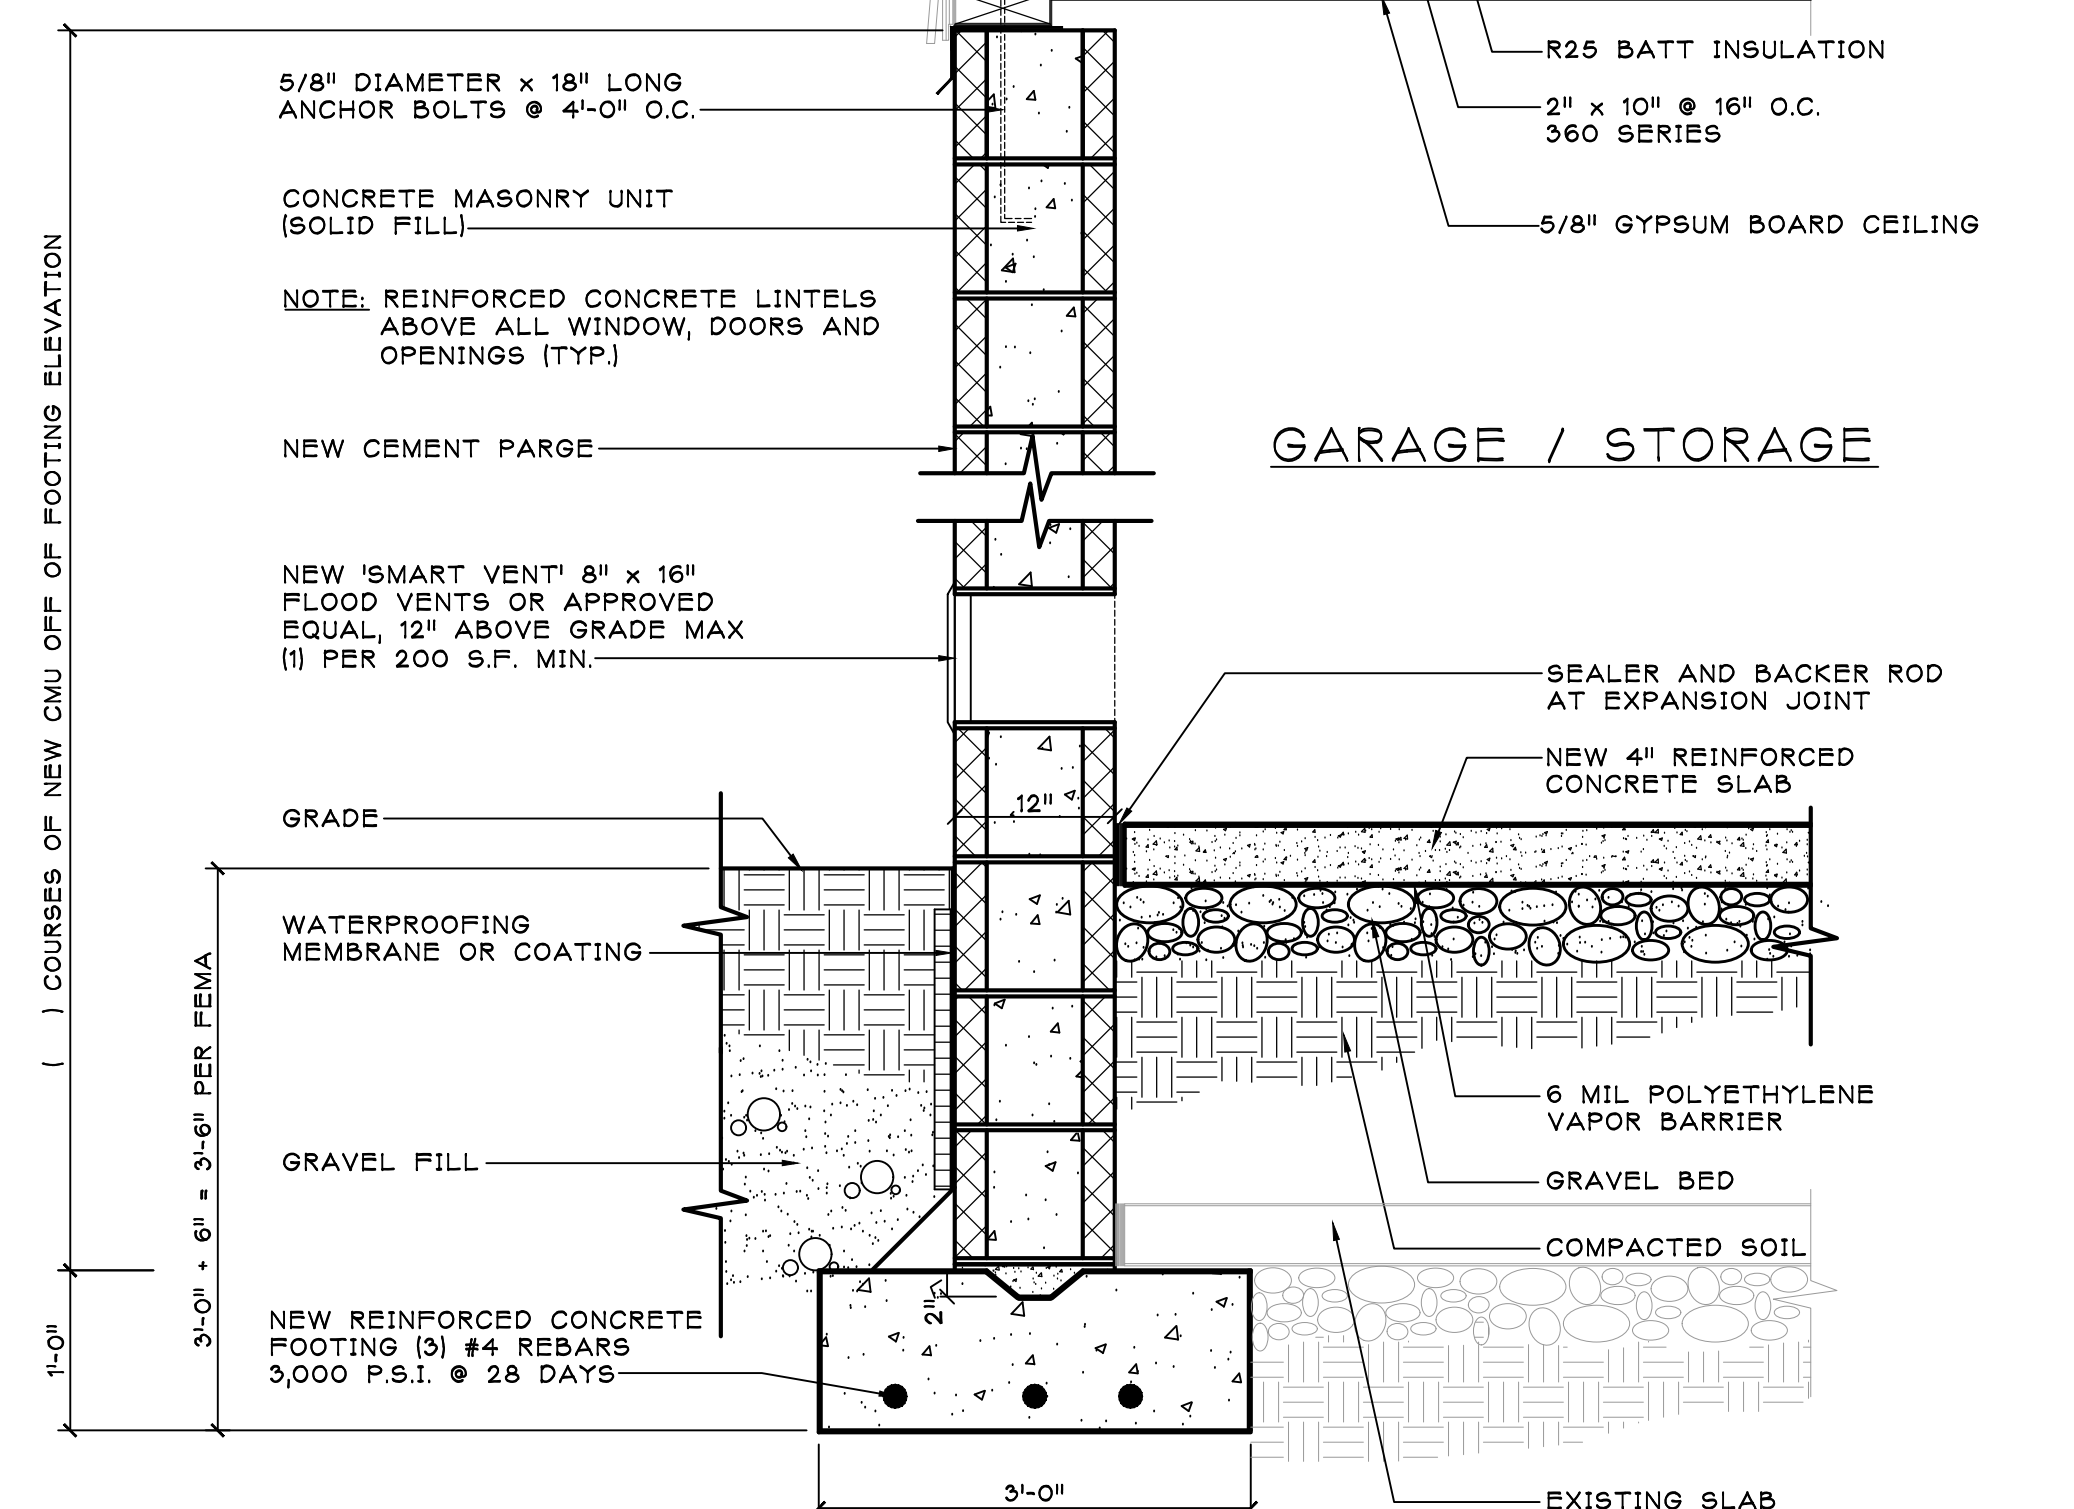 R25 BATT INSULATION
5/8" DIAMETER x 18" LONG
ANCHOR BOLTS @ 4'-0" O.C.
2" x 10" @ 16" O.C.
360 SERIES
CONCRETE MASONRY UNIT
(SOLID FILL)
5/8" GYPSUM BOARD CEILING
NOTE: REINFORCED CONCRETE LINTELS
ABOVE ALL WINDOW, DOORS AND
OPENINGS (TYP.)
NEW CEMENT PARGE
GARAGE / STORAGE
NEW 'SMART VENT' 8" x 16"
FLOOD VENTS OR APPROVED
EQUAL, 12" ABOVE GRADE MAX
(1) PER 200 S.F. MIN.
SEALER AND BACKER ROD
AT EXPANSION JOINT
NEW 4" REINFORCED
CONCRETE SLAB
12"
GRADE
WATERPROOFING
MEMBRANE OR COATING
6 MIL POLYETHYLENE
VAPOR BARRIER
GRAVEL FILL
GRAVEL BED
COMPACTED SOIL
2"
NEW REINFORCED CONCRETE
FOOTING (3) #4 REBARS
3,000 P.S.I. @ 28 DAYS
3'-0"
EXISTING SLAB
( ) COURSES OF NEW CMU OFF OF FOOTING ELEVATION
1'-0"
3'-0" + 6" = 3'-6" PER FEMA